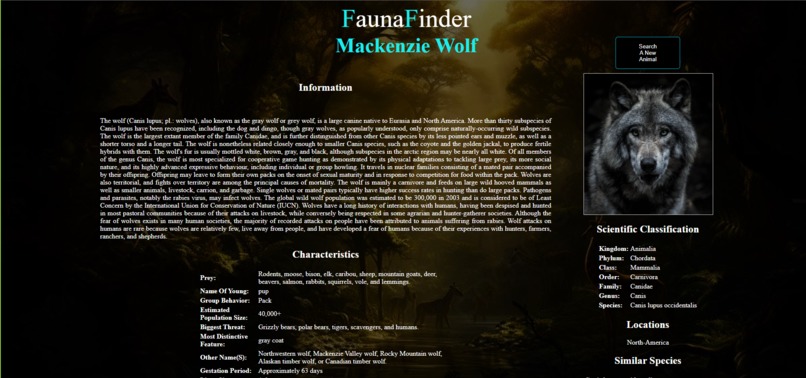 FaunaFinder
Mackenzie Wolf
Search
A New
Animal
Information
The wolf (Canis lupus; pl.: wolves), also known as the gray wolf or grey wolf, is a large canine native to Eurasia and North America. More than thirty subspecies of
Canis lupus have been recognized, including the dog and dingo, though gray wolves, as popularly understood, only comprise naturally-occurring wild subspecies.
The wolf is the largest extant member of the family Canidae, and is further distinguished from other Canis species by its less pointed ears and muzzle, as well as a
shorter torso and a longer tail. The wolf is nonetheless related closely enough to smaller Canis species, such as the coyote and the golden jackal, to produce fertile
hybrids with them. The wolf's fur is usually mottled white, brown, gray, and black, although subspecies in the arctic region may be nearly all white. Of all members
of the genus Canis, the wolf is most specialized for cooperative game hunting as demonstrated by its physical adaptations to tackling large prey, its more social
nature, and its highly advanced expressive behaviour, including individual or group howling. It travels in nuclear families consisting of a mated pair accompanied
by their offspring. Offspring may leave to form their own packs on the onset of sexual maturity and in response to competition for food within the pack. Wolves are
also territorial, and fights over territory are among the principal causes of mortality. The wolf is mainly a carnivore and feeds on large wild hooved mammals as
well as smaller animals, livestock, carrion, and garbage. Single wolves or mated pairs typically have higher success rates in hunting than do large packs. Pathogens
and parasites, notably the rabies virus, may infect wolves. The global wild wolf population was estimated to be 300,000 in 2003 and is considered to be of Least
Concern by the International Union for Conservation of Nature (IUCN). Wolves have a long history of interactions with humans, having been despised and hunted
in most pastoral communities because of their attacks on livestock, while conversely being respected in some agrarian and hunter-gatherer societies. Although the
fear of wolves exists in many human societies, the majority of recorded attacks on people have been attributed to animals suffering from rabies. Wolf attacks on
humans are rare because wolves are relatively few, live away from people, and have developed a fear of humans because of their experiences with hunters, farmers,
ranchers, and shepherds.
Characteristics
Prey: Rodents, moose, bison, elk, caribou, sheep, mountain goats, deer,
beavers, salmon, rabbits, squirrels, vole, and lemmings.
Name Of Young: pup
Group Behavior: Pack
Estimated
Population Size: 40,000+
Biggest Threat: Grizzly bears, polar bears, tigers, scavengers, and humans.
Most Distinctive
Feature: gray coat
Other Name(S): Northwestern wolf, Mackenzie Valley wolf, Rocky Mountain wolf,
Alaskan timber wolf, or Canadian timber wolf.
Gestation Period: Approximately 63 days
Scientific Classification
Kingdom: Animalia
Phylum: Chordata
Class: Mammalia
Order: Carnivora
Family: Canidae
Genus: Canis
Species: Canis lupus occidentalis
Locations
North-America
Similar Species